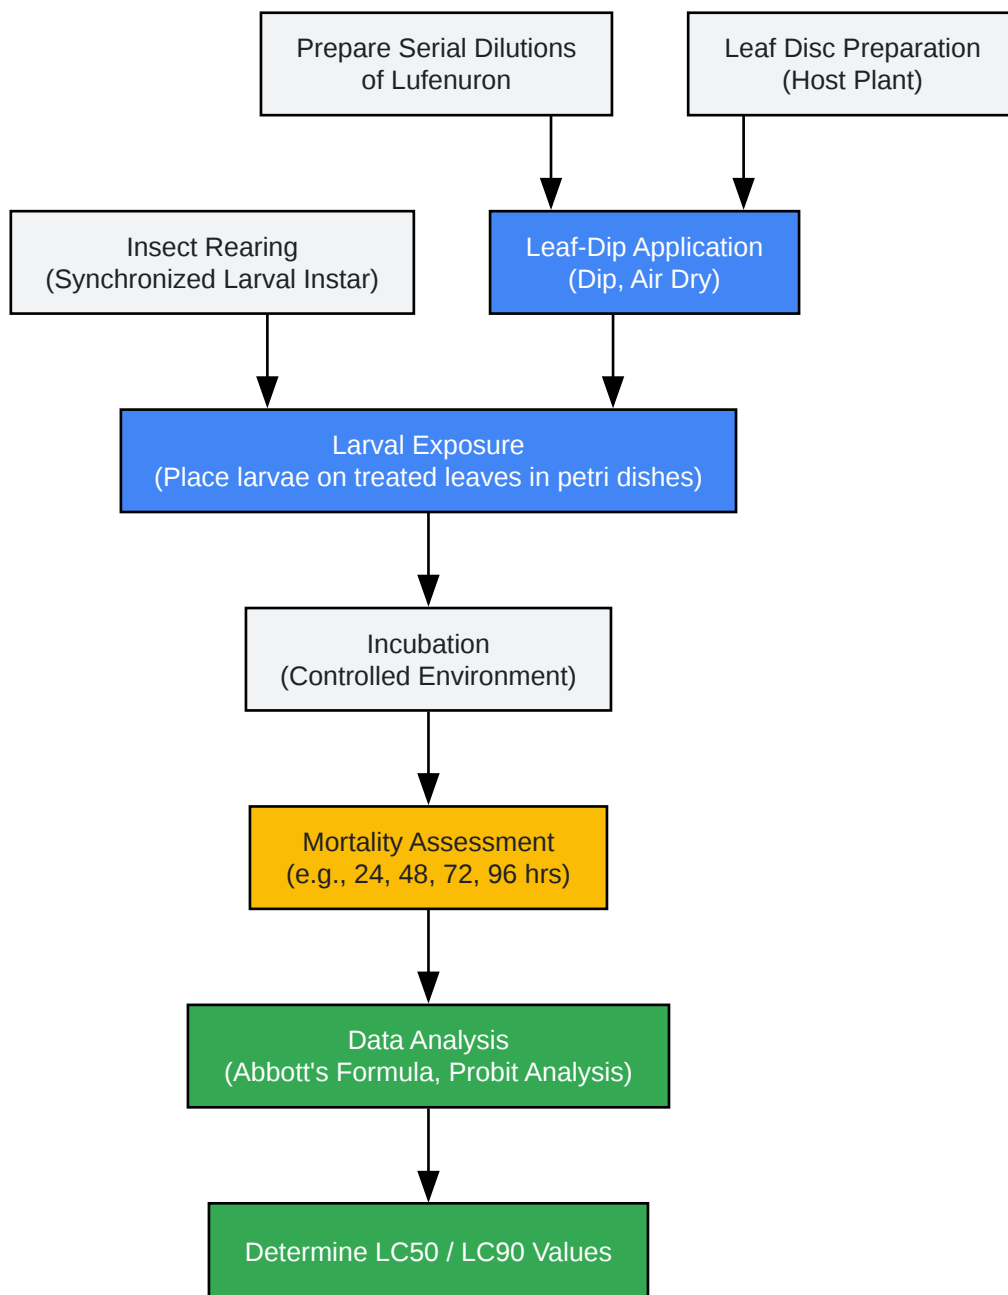 Prepare Serial Dilutions
of Lufenuron
Leaf Disc Preparation
(Host Plant)
Insect Rearing
(Synchronized Larval Instar)
Leaf-Dip Application
(Dip, Air Dry)
Larval Exposure
(Place larvae on treated leaves in petri dishes)
Incubation
(Controlled Environment)
Mortality Assessment
(e.g., 24, 48, 72, 96 hrs)
Data Analysis
(Abbott's Formula, Probit Analysis)
Determine LC50 / LC90 Values